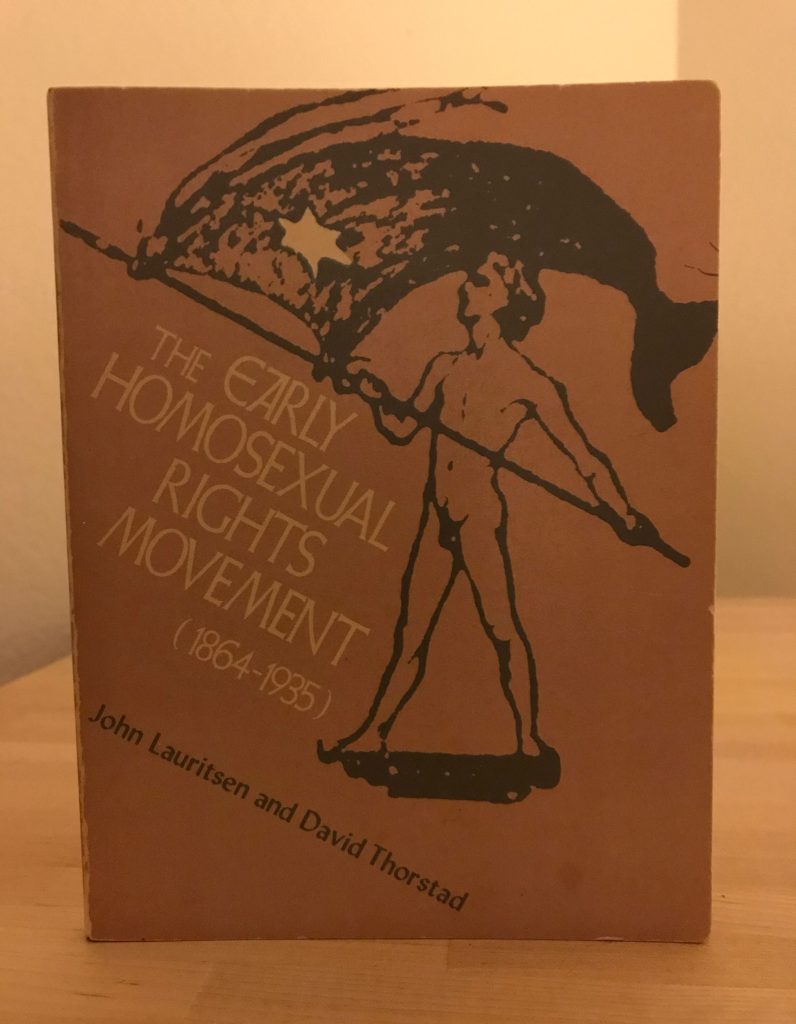 THE EARLY
HOMOSEXUAL
RIGHTS
MOVEMENT
(1864-1935)
John Lauritsen and David Thorstad